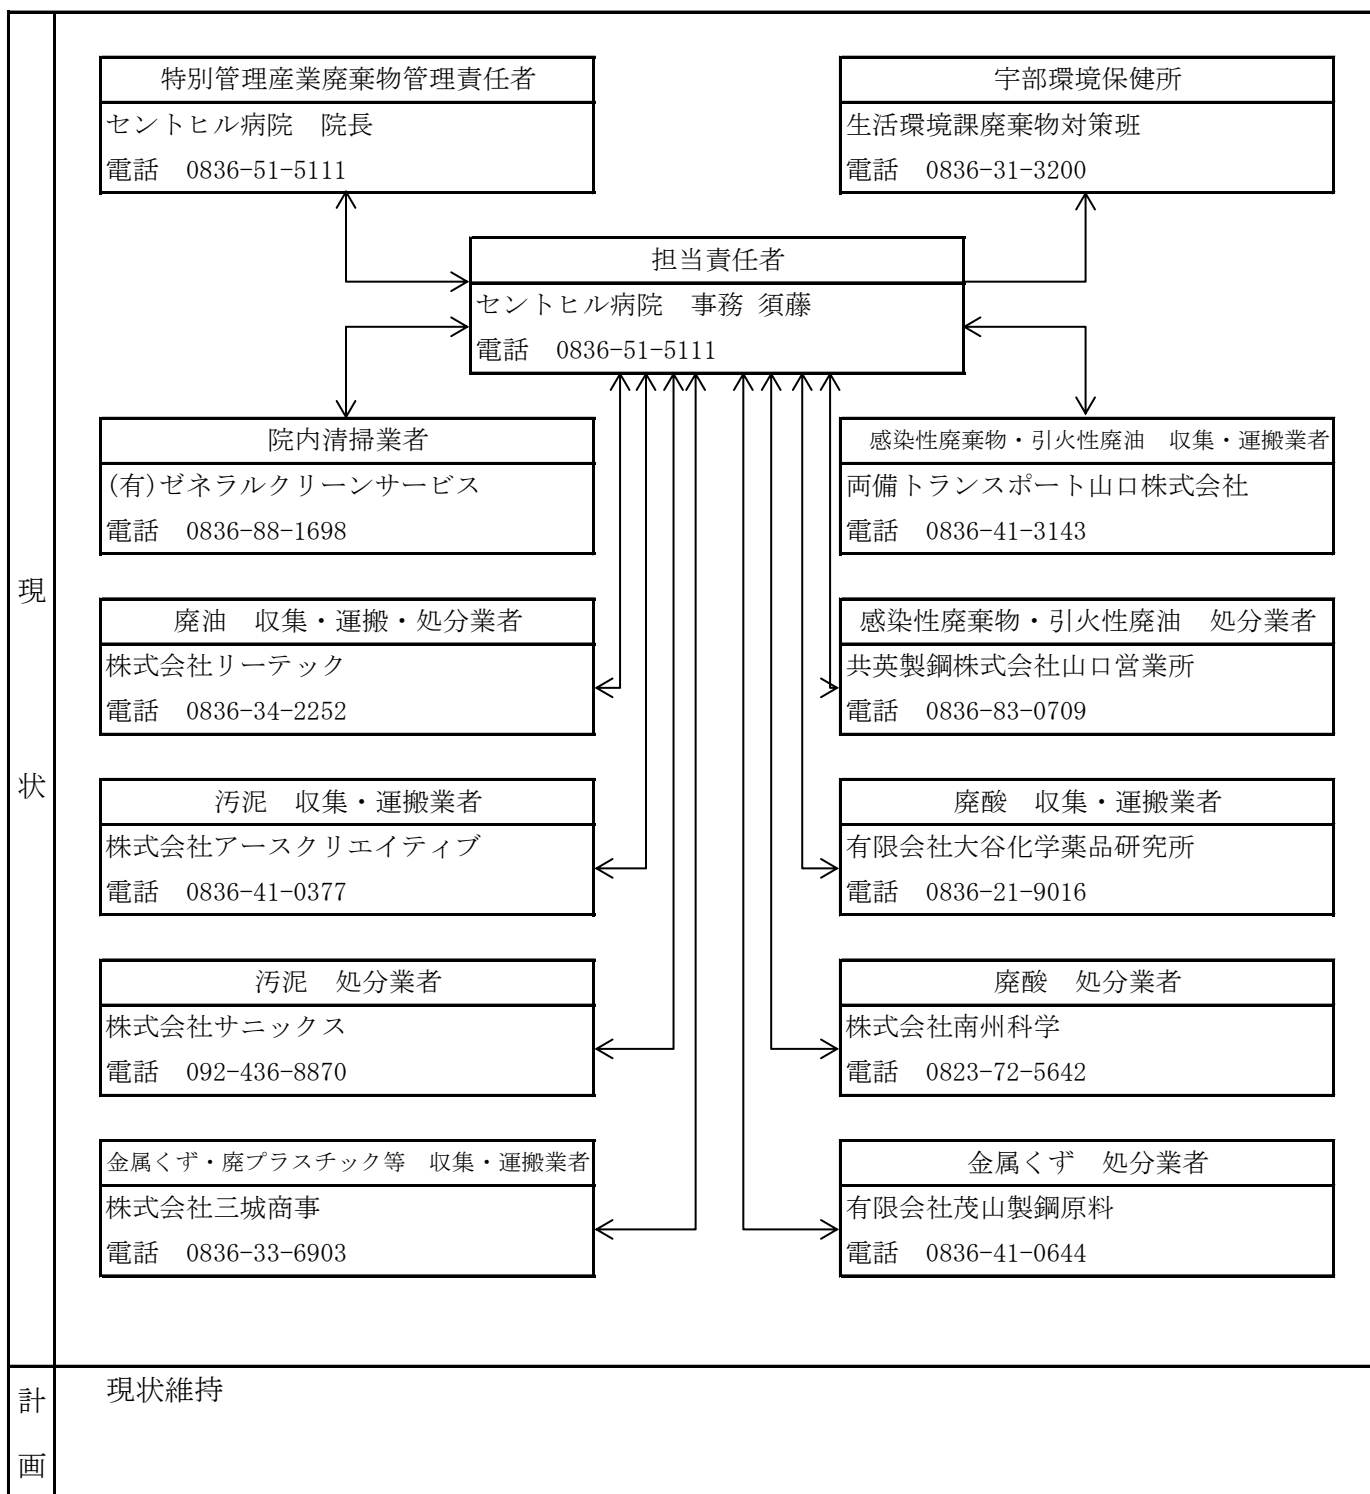 現
状
特別管理産業廃棄物管理責任者
セントヒル病院　院長
電話　0836-51-5111
宇部環境保健所
生活環境課廃棄物対策班
電話　0836-31-3200
担当責任者
セントヒル病院　事務 須藤
電話　0836-51-5111
院内清掃業者
(有)ゼネラルクリーンサービス
電話　0836-88-1698
感染性廃棄物・引火性廃油　収集・運搬業者
両備トランスポート山口株式会社
電話　0836-41-3143
廃油　収集・運搬・処分業者
株式会社リーテック
電話　0836-34-2252
感染性廃棄物・引火性廃油　処分業者
共英製鋼株式会社山口営業所
電話　0836-83-0709
汚泥　収集・運搬業者
株式会社アースクリエイティブ
電話　0836-41-0377
廃酸　収集・運搬業者
有限会社大谷化学薬品研究所
電話　0836-21-9016
汚泥　処分業者
株式会社サニックス
電話　092-436-8870
廃酸　処分業者
株式会社南州科学
電話　0823-72-5642
金属くず・廃プラスチック等　収集・運搬業者
株式会社三城商事
電話　0836-33-6903
金属くず　処分業者
有限会社茂山製鋼原料
電話　0836-41-0644
計
画
現状維持